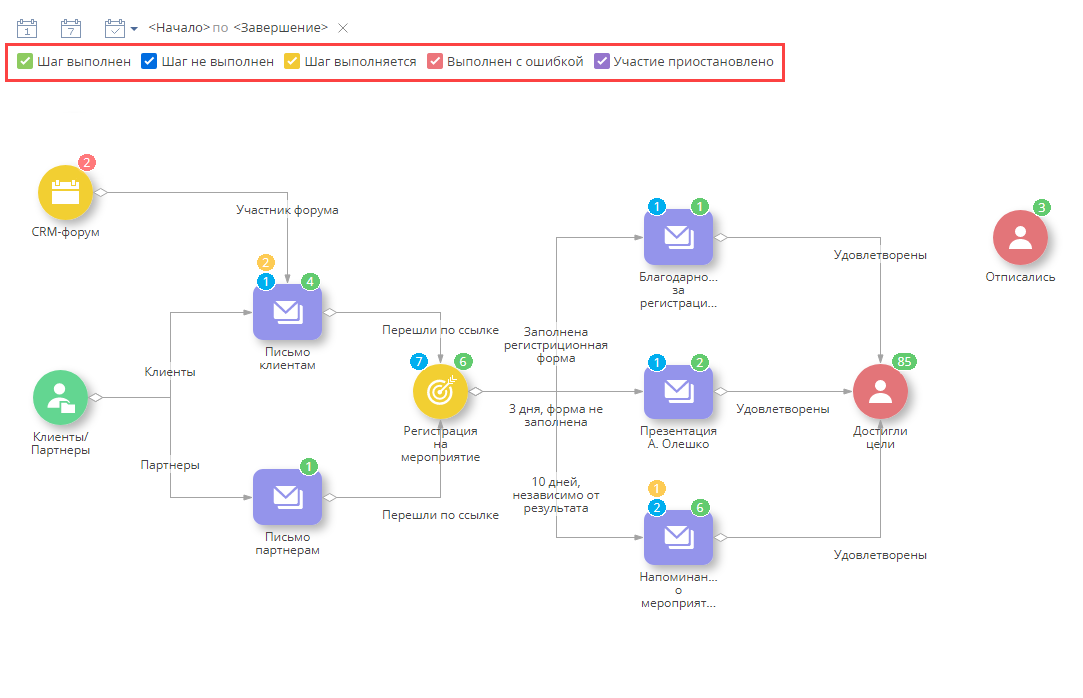 1 7 <Начало> по <Завершение>
Шаг выполнен Шаг не выполнен Шаг выполняется Выполнен с ошибкой Участие приостановлено
2
CRM-форум
Участник форума
2
1 4
Письмо
клиентам
Клиенты
Клиенты/
Партнеры
Партнеры
1
Письмо
партнерам
Перешли по ссылке
7 6
Регистрация
на
мероприятие
Перешли по ссылке
Заполнена
регистриционная
форма
3 дня, форма не
заполнена
10 дней,
независимо от
результата
1 1
Благодарно...
за
регистраци...
Удовлетворены
1 2
Презентация
А. Олешко
Удовлетворены
1
2 6
Напоминан...
о
мероприят...
Удовлетворены
85
Достигли
цели
3
Отписались